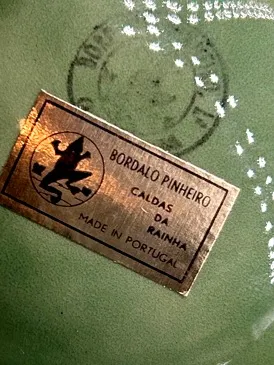 BORDALO PINHEIRO
CALDAS
DA
RAINHA
MADE IN PORTUGAL